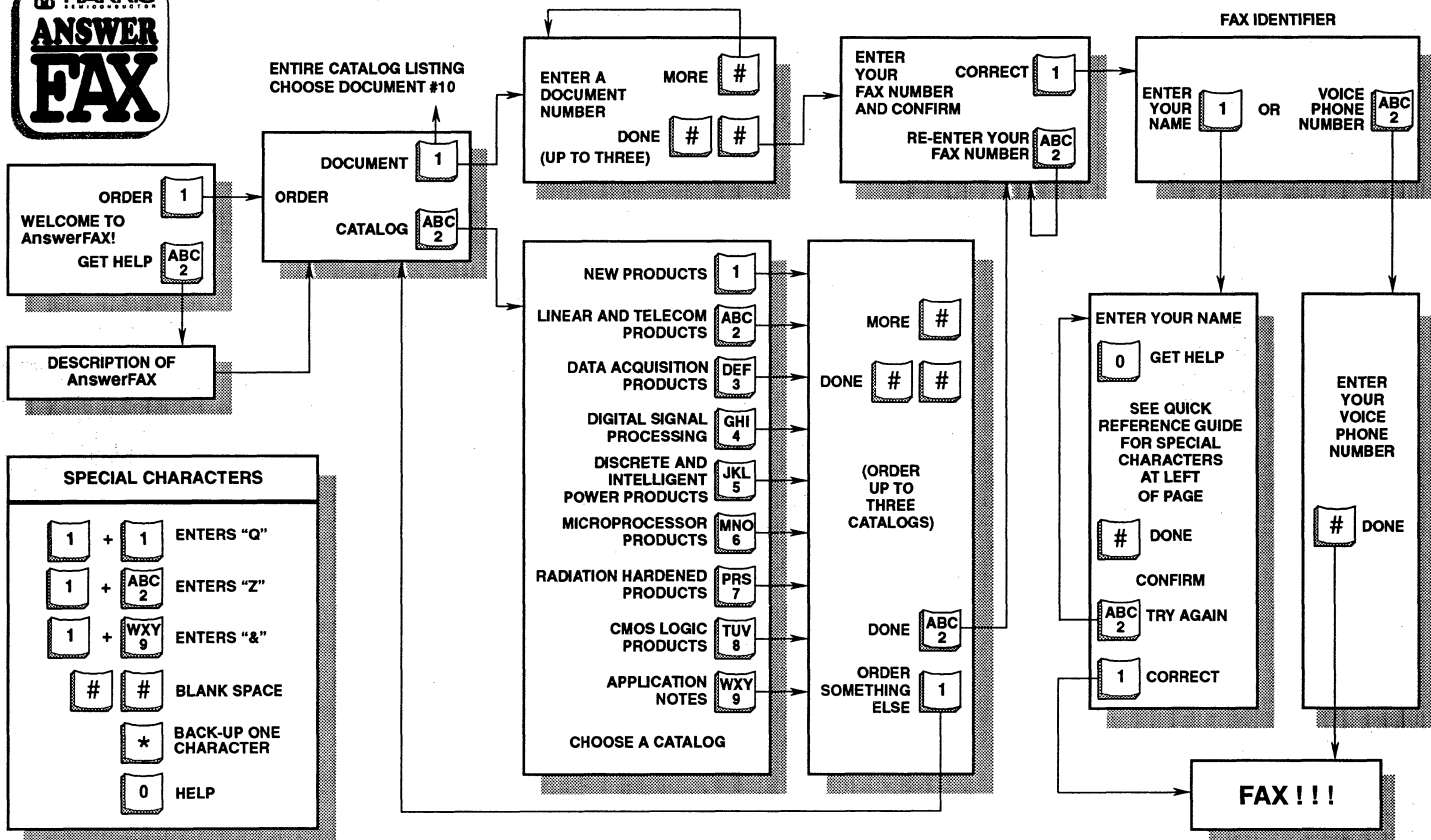 HARRIS
SEMICONDUCTOR
ANSWER
FAX
ORDER
1
WELCOME TO
AnswerFAX!
GET HELP
ABC
2
DESCRIPTION OF
AnswerFAX
ENTIRE CATALOG LISTING
CHOOSE DOCUMENT #10
DOCUMENT
1
ORDER
CATALOG
ABC
2
ENTER A
DOCUMENT
NUMBER
MORE
#
DONE
# #
(UP TO THREE)
ENTER
YOUR
FAX NUMBER
AND CONFIRM
CORRECT
1
RE-ENTER YOUR
FAX NUMBER
ABC
2
FAX IDENTIFIER
ENTER
YOUR
NAME
1
OR
VOICE
PHONE
NUMBER
ABC
2
NEW PRODUCTS
1
LINEAR AND TELECOM
PRODUCTS
ABC
2
DATA ACQUISITION
PRODUCTS
DEF
3
DIGITAL SIGNAL
PROCESSING
GHI
4
DISCRETE AND
INTELLIGENT
POWER PRODUCTS
JKL
5
MICROPROCESSOR
PRODUCTS
MNO
6
RADIATION HARDENED
PRODUCTS
PRS
7
CMOS LOGIC
PRODUCTS
TUV
8
APPLICATION
NOTES
WXY
9
CHOOSE A CATALOG
MORE
#
DONE
# #
(ORDER
UP TO
THREE
CATALOGS)
DONE
ABC
2
ORDER
SOMETHING
ELSE
1
ENTER YOUR NAME
0
GET HELP
SEE QUICK
REFERENCE GUIDE
FOR SPECIAL
CHARACTERS
AT LEFT
OF PAGE
#
DONE
CONFIRM
ABC
2
TRY AGAIN
1
CORRECT
ENTER
YOUR
VOICE
PHONE
NUMBER
#
DONE
FAX ! ! !
SPECIAL CHARACTERS
1 + 1 ENTERS “Q”
1 + ABC 2 ENTERS “Z”
1 + WXY 9 ENTERS “&”
# # BLANK SPACE
* BACK-UP ONE
CHARACTER
0 HELP